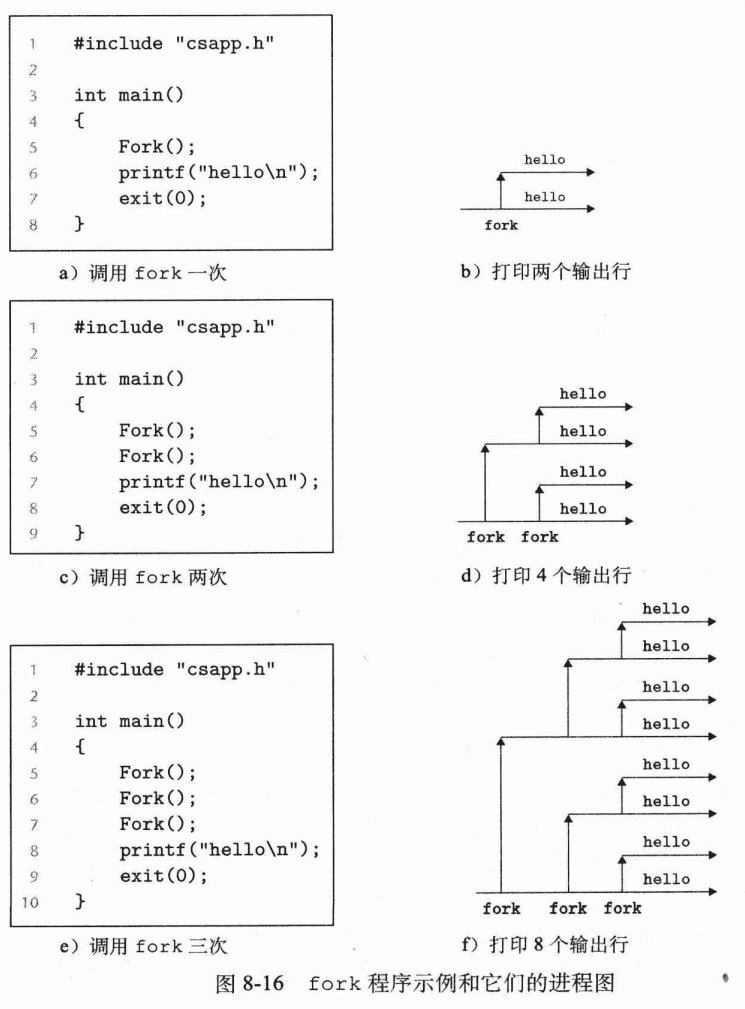 1 #include "csapp.h"
2
3 int main()
4 {
5 Fork();
6 printf("hello\n");
7 exit(0);
8 }
a）调用 fork 一次
hello
hello
fork
b）打印两个输出行
1 #include "csapp.h"
2
3 int main()
4 {
5 Fork();
6 Fork();
7 printf("hello\n");
8 exit(0);
9 }
c）调用 fork 两次
hello
hello
hello
hello
fork fork
d）打印 4 个输出行
1 #include "csapp.h"
2
3 int main()
4 {
5 Fork();
6 Fork();
7 Fork();
8 printf("hello\n");
9 exit(0);
10 }
e）调用 fork 三次
hello
hello
hello
hello
hello
hello
hello
hello
fork fork fork
f）打印 8 个输出行
图 8-16 fork 程序示例和它们的进程图